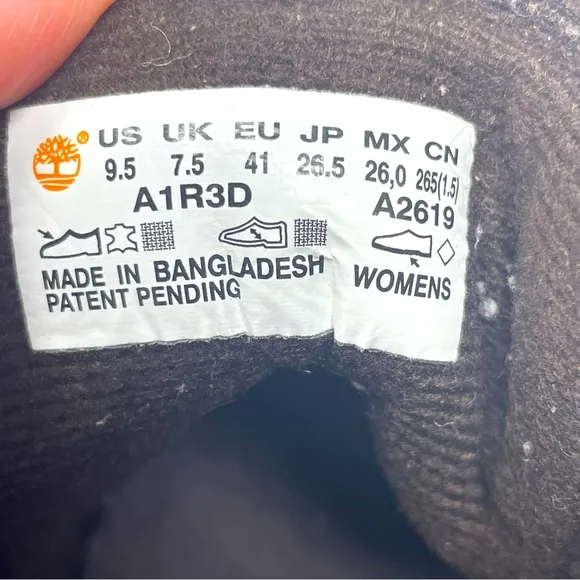 ® US UK EU JP MX CN
9.5 7.5 41 26.5 26,0 265(1.5)
A1R3D A2619
MADE IN BANGLADESH WOMENS
PATENT PENDING